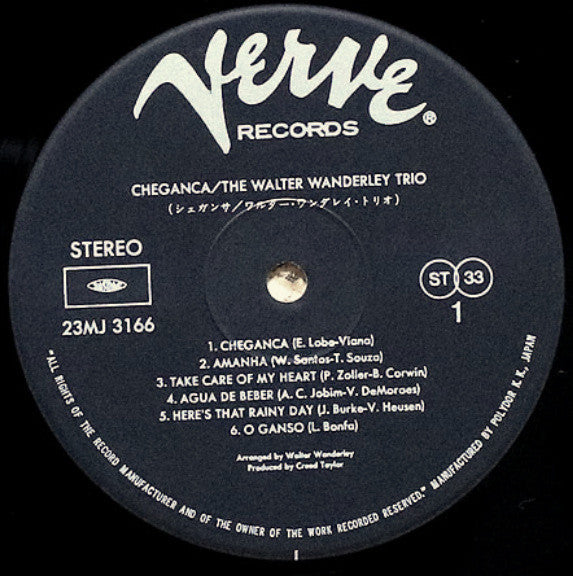 Verve
RECORDS
®
CHEGANCA/THE WALTER WANDERLEY TRIO
(シェガンサ/ワルター・ワンダレイ・トリオ)
STEREO
ST 33
23MJ 3166
1
1. CHEGANCA (E. Lobo-Viana)
2. AMANHA (W. Santos-T. Souza)
3. TAKE CARE OF MY HEART (P. Zoller-B. Corwin)
4. AGUA DE BEBER (A. C. Jobim-V. DeMoraes)
5. HERE'S THAT RAINY DAY (J. Burke-V. Heusen)
6. O GANSO (L. Bonfa)
Arranged by Walter Wanderley
Produced by Creed Taylor
"ALL RIGHTS OF THE RECORD MANUFACTURER AND OF THE OWNER OF THE WORK RECORDED RESERVED." MANUFACTURED BY POLYDOR K. K., JAPAN